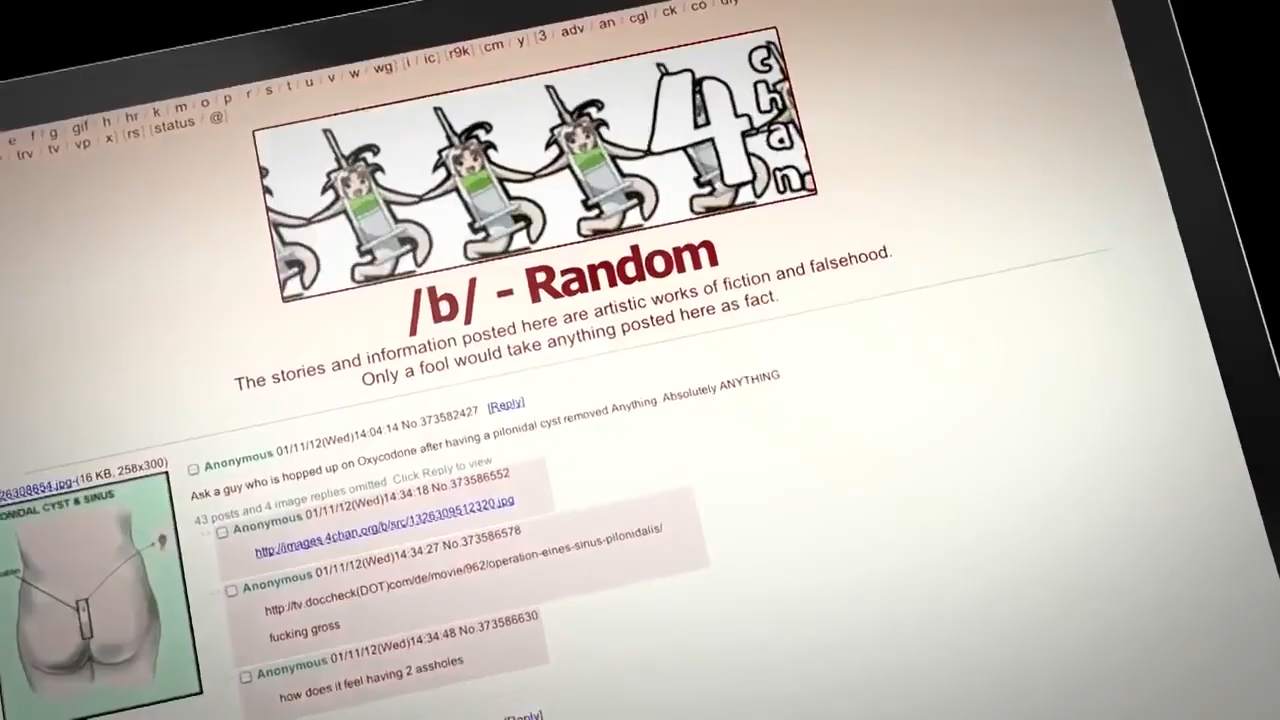 e / f / g / gif / h / hr / k / m / o / p / r / s / t / u / v / w / wg] [i / ic] [r9k] [cm / y] [3 / adv / an / cgl / ck / co / diy
/ trv / tv / vp / x] [rs] [status / @]
4chan
/b/ - Random
The stories and information posted here are artistic works of fiction and falsehood.
Only a fool would take anything posted here as fact.
26308654.jpg-(16 KB, 258x300)
ONIDAL CYST & SINUS
Anonymous 01/11/12(Wed)14:04:14 No.373582427 [Reply]
Ask a guy who is hopped up on Oxycodone after having a pilonidal cyst removed Anything. Absolutely ANYTHING
43 posts and 4 image replies omitted. Click Reply to view.
Anonymous 01/11/12(Wed)14:34:18 No.373586552
http://images.4chan.org/b/src/1326309512320.jpg
Anonymous 01/11/12(Wed)14:34:27 No.373586578
http://tv.doccheck(DOT)com/de/movie/962/operation-eines-sinus-pilonidalis/
fucking gross
Anonymous 01/11/12(Wed)14:34:48 No.373586630
how does it feel having 2 assholes
[Reply]